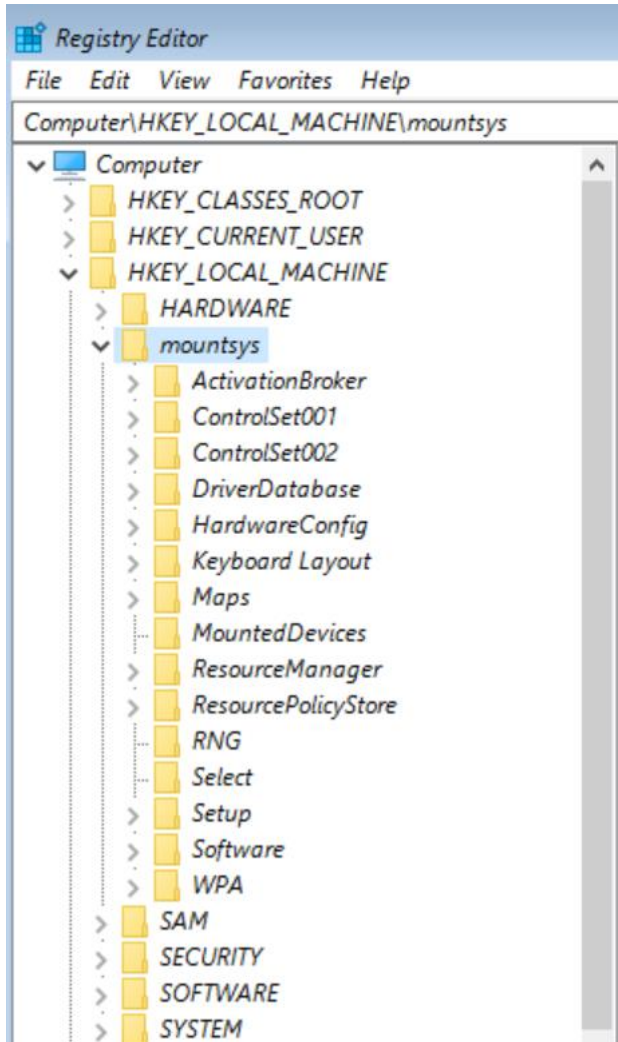 Registry Editor
File Edit View Favorites Help
Computer\HKEY_LOCAL_MACHINE\mountsys
Computer
HKEY_CLASSES_ROOT
HKEY_CURRENT_USER
HKEY_LOCAL_MACHINE
HARDWARE
mountsys
ActivationBroker
ControlSet001
ControlSet002
DriverDatabase
HardwareConfig
Keyboard Layout
Maps
MountedDevices
ResourceManager
ResourcePolicyStore
RNG
Select
Setup
Software
WPA
SAM
SECURITY
SOFTWARE
SYSTEM